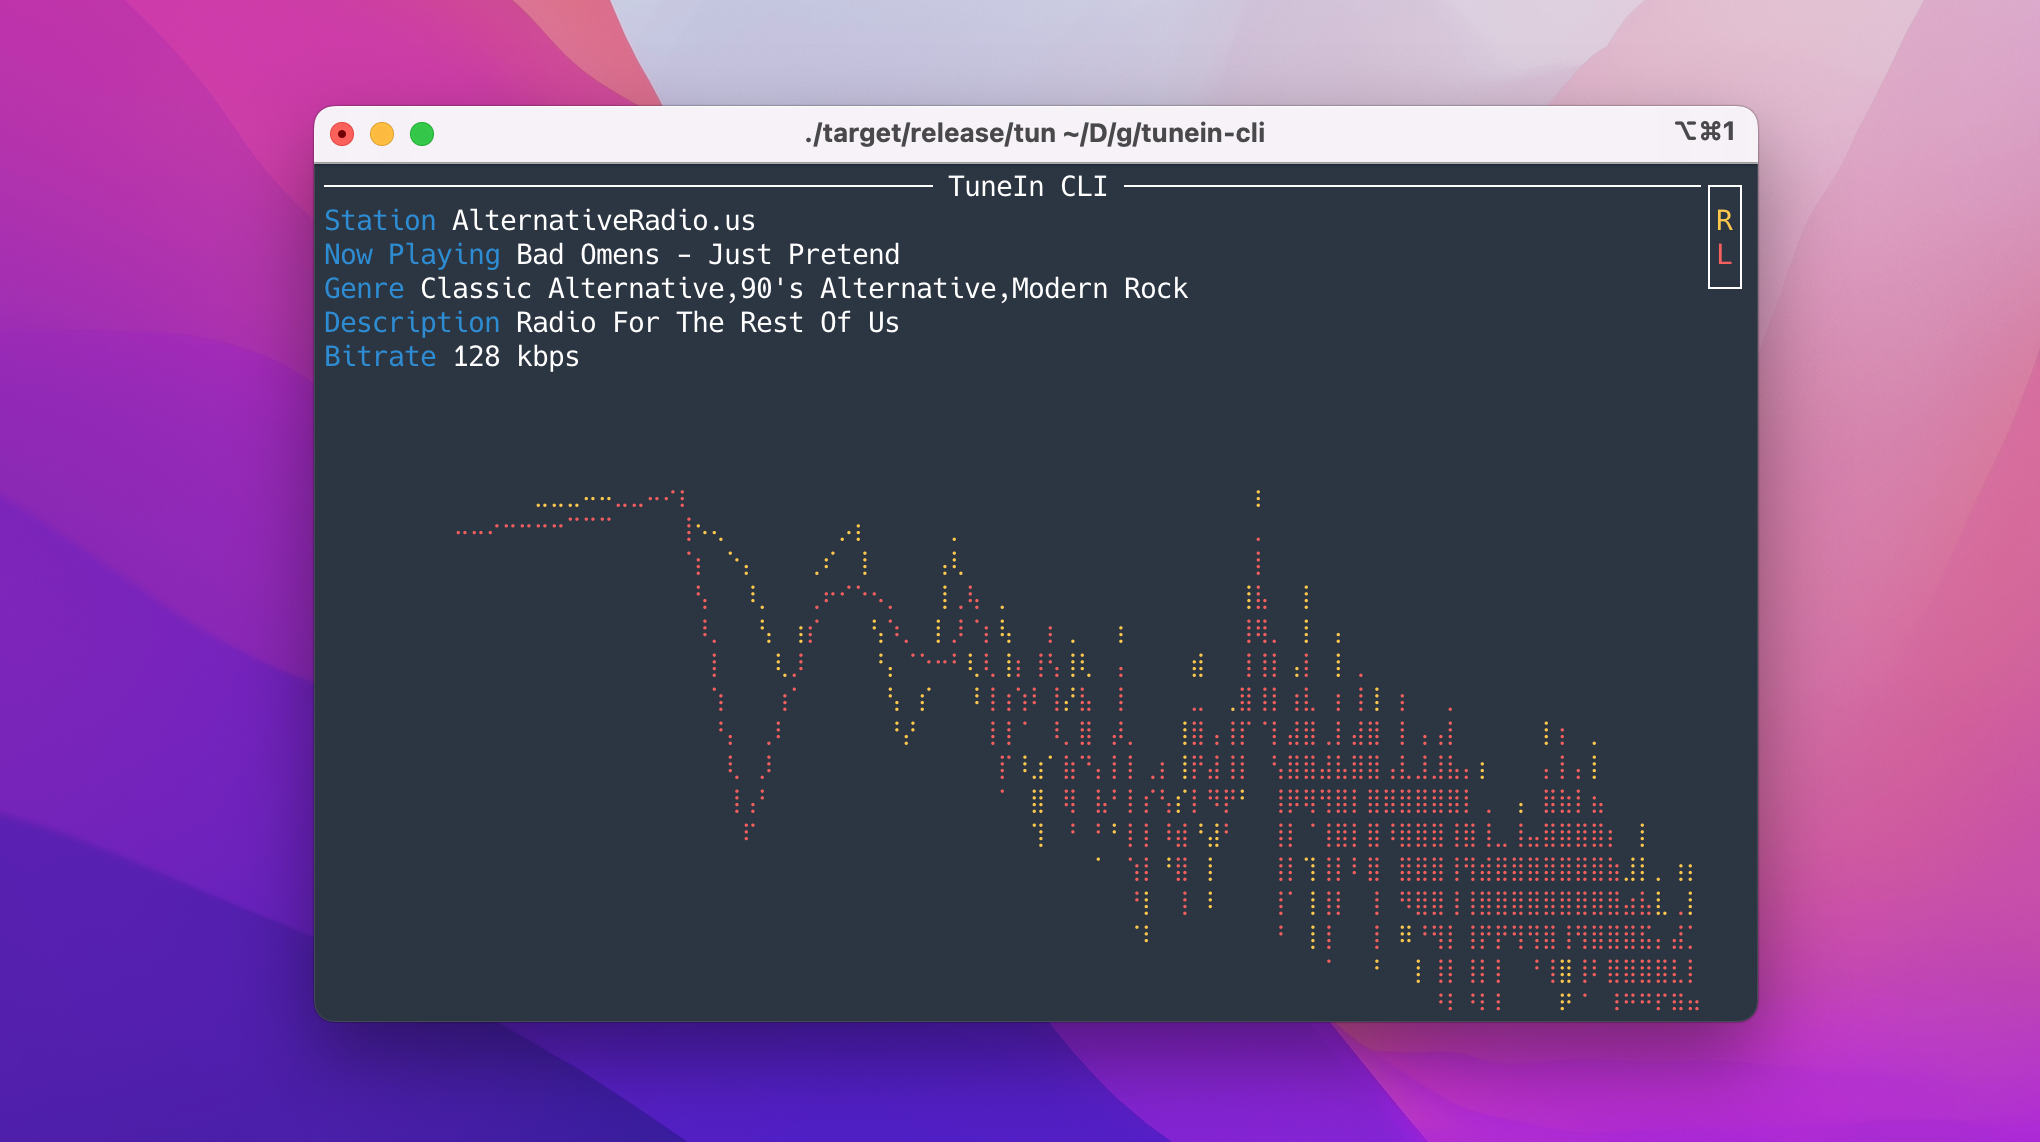 ./target/release/tun ~/D/g/tunein-cli
⌥⌘1
TuneIn CLI
Station AlternativeRadio.us
Now Playing Bad Omens – Just Pretend
Genre Classic Alternative,90's Alternative,Modern Rock
Description Radio For The Rest Of Us
Bitrate 128 kbps
R
L